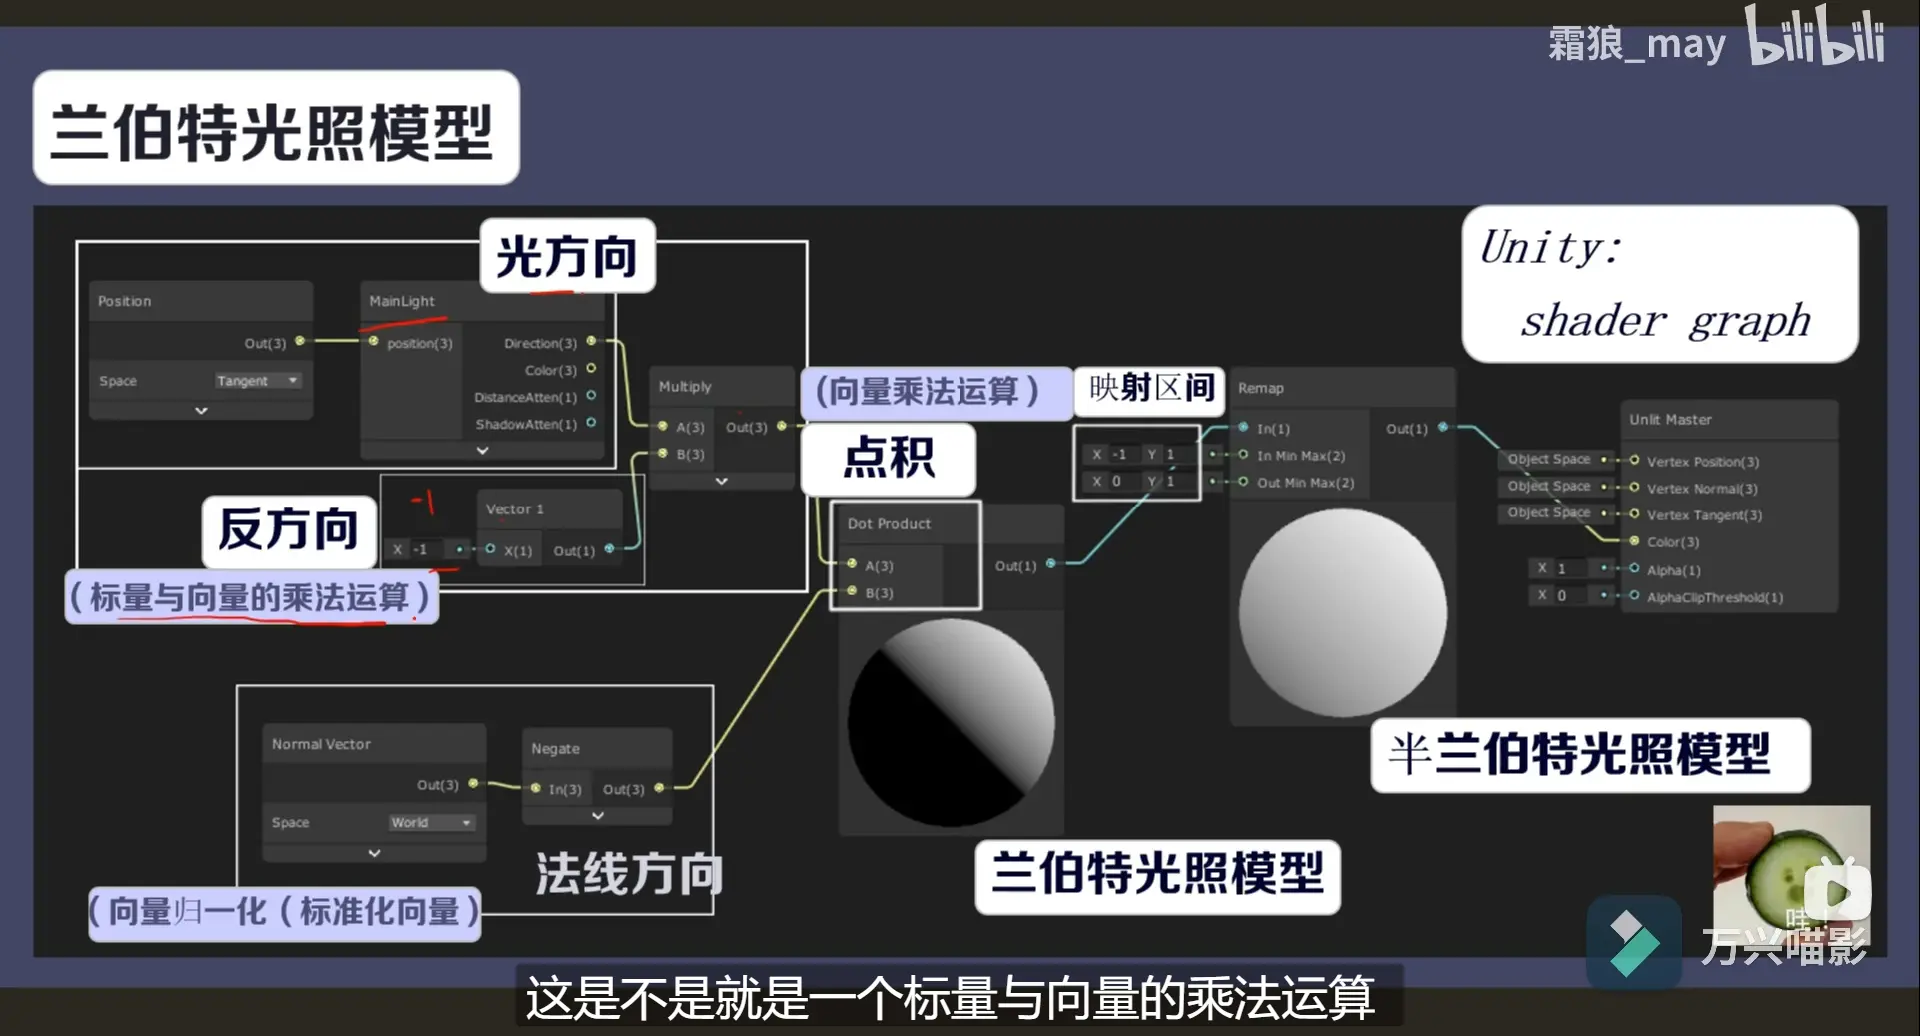 霜狼_may bilibili
兰伯特光照模型
Unity:
shader graph
光方向
Position
Out(3)
Space Tangent
MainLight
position(3)
Direction(3)
Color(3)
DistanceAtten(1)
ShadowAtten(1)
Multiply
A(3) Out(3)
B(3)
(向量乘法运算)
映射区间
点积
反方向
-1
Vector 1
X -1 X(1) Out(1)
(标量与向量的乘法运算)
Dot Product
A(3) Out(1)
B(3)
X -1 Y 1
X 0 Y 1
Remap
In(1) Out(1)
In Min Max(2)
Out Min Max(2)
Unlit Master
Object Space Vertex Position(3)
Object Space Vertex Normal(3)
Object Space Vertex Tangent(3)
Color(3)
X 1 Alpha(1)
X 0 AlphaClipThreshold(1)
Normal Vector
Out(3)
Space World
Negate
In(3) Out(3)
法线方向
(向量归一化(标准化向量)
兰伯特光照模型
半兰伯特光照模型
哇!
万兴喵影
这是不是就是一个标量与向量的乘法运算